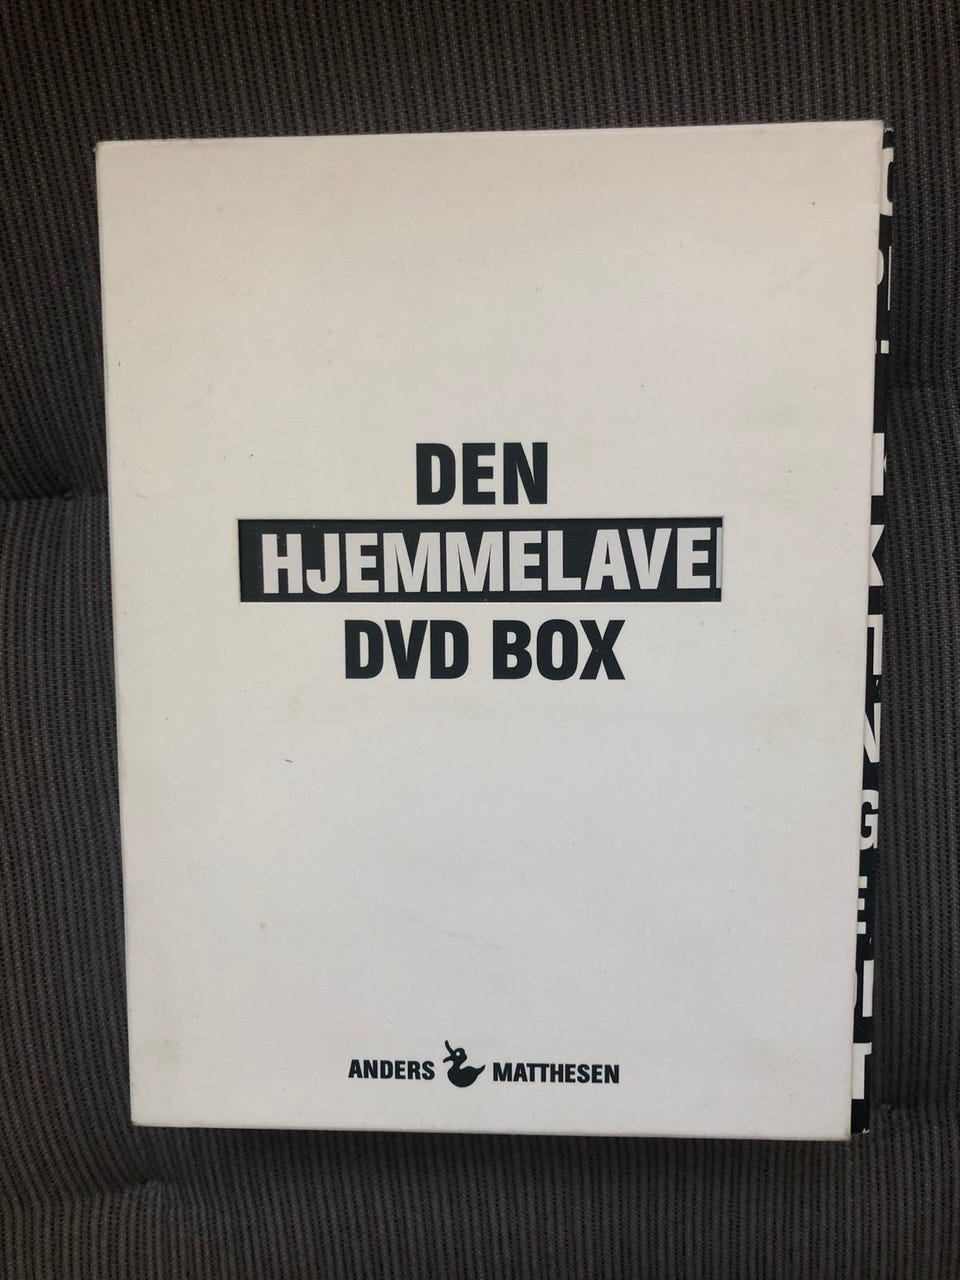 DEN
HJEMMELAVE
DVD BOX
ANDERS MATTHESEN